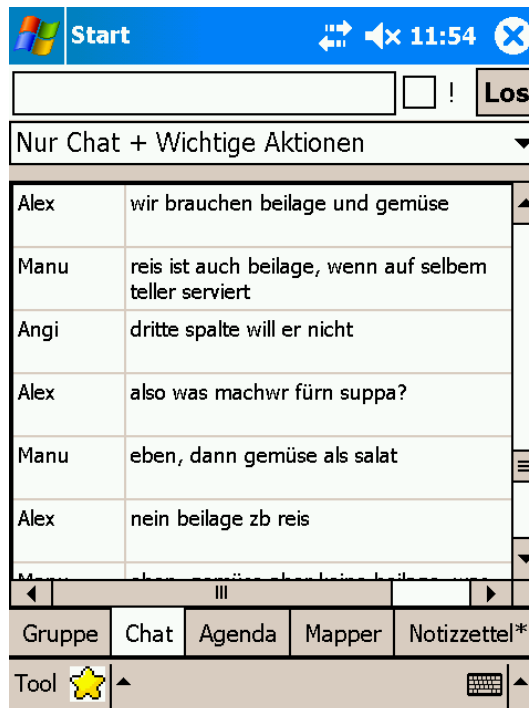 Start 11:54
! Los
Nur Chat + Wichtige Aktionen
Alex wir brauchen beilage und gemüse
Manu reis ist auch beilage, wenn auf selbem
teller serviert
Angi dritte spalte will er nicht
Alex also was machwr fürn suppa?
Manu eben, dann gemüse als salat
Alex nein beilage zb reis
Gruppe Chat Agenda Mapper Notizzettel*
Tool